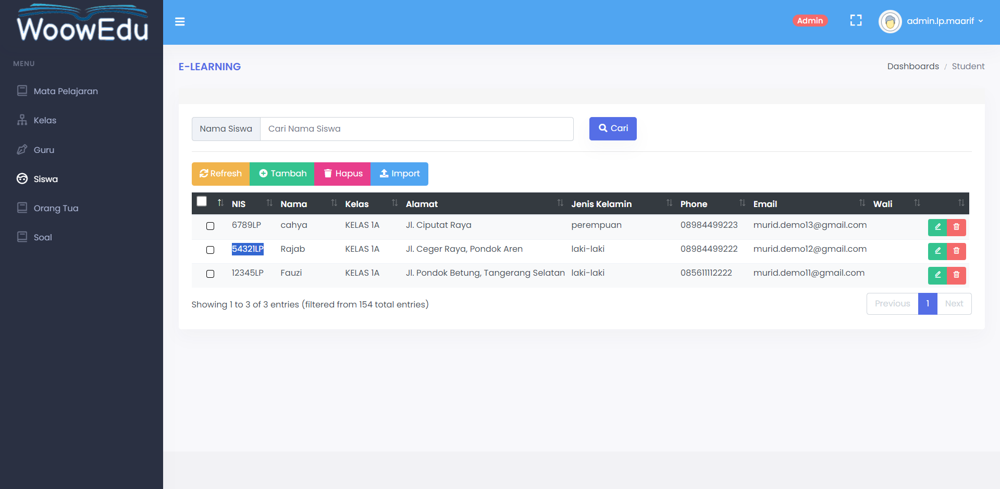 WoowEdu
Admin
admin.lp.maarif
MENU
Mata Pelajaran
Kelas
Guru
Siswa
Orang Tua
Soal
E-LEARNING
Dashboards / Student
Nama Siswa Cari Nama Siswa Cari
Refresh Tambah Hapus Import
NIS Nama Kelas Alamat Jenis Kelamin Phone Email Wali
6789LP cahya KELAS 1A Jl. Ciputat Raya perempuan 08984499223 murid.demo13@gmail.com
54321LP Rajab KELAS 1A Jl. Ceger Raya, Pondok Aren laki-laki 08984499222 murid.demo12@gmail.com
12345LP Fauzi KELAS 1A Jl. Pondok Betung, Tangerang Selatan laki-laki 085611112222 murid.demo11@gmail.com
Showing 1 to 3 of 3 entries (filtered from 154 total entries)
Previous 1 Next